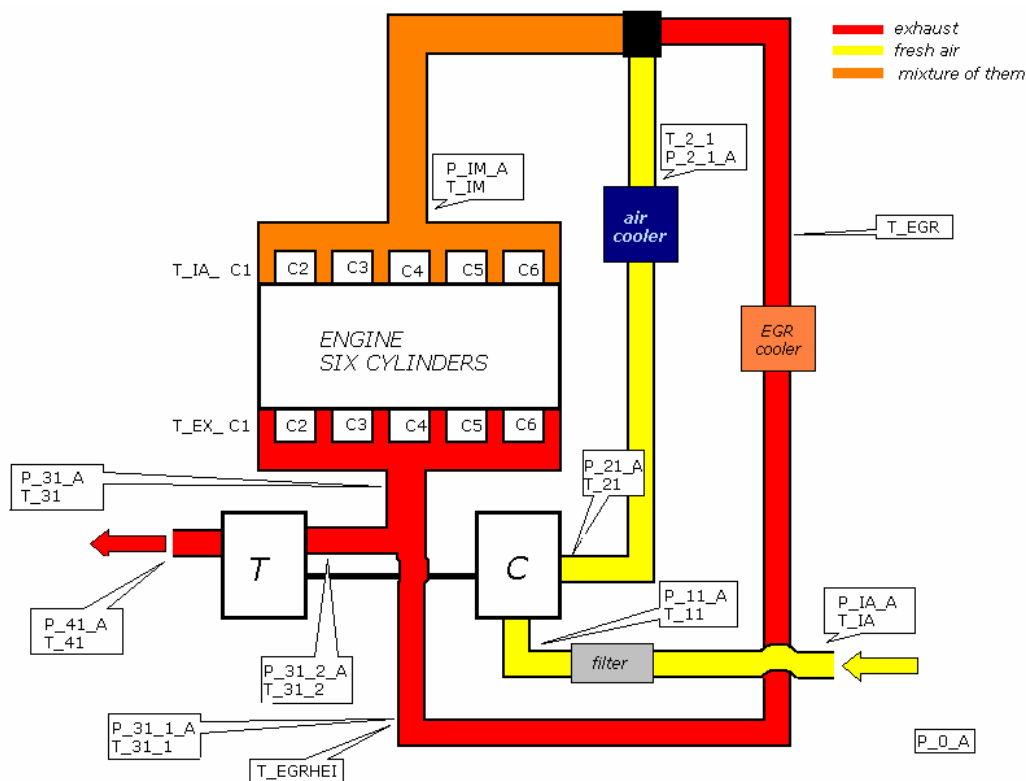 exhaust
fresh air
mixture of them
T_2_1
P_2_1_A
P_IM_A
T_IM
air
cooler
T_EGR
T_IA_ C1 C2 C3 C4 C5 C6
ENGINE
SIX CYLINDERS
EGR
cooler
T_EX_ C1 C2 C3 C4 C5 C6
P_31_A
T_31
P_21_A
T_21
T
C
P_11_A
T_11
P_IA_A
T_IA
P_41_A
T_41
P_31_2_A
T_31_2
filter
P_31_1_A
T_31_1
T_EGRHEI
P_0_A